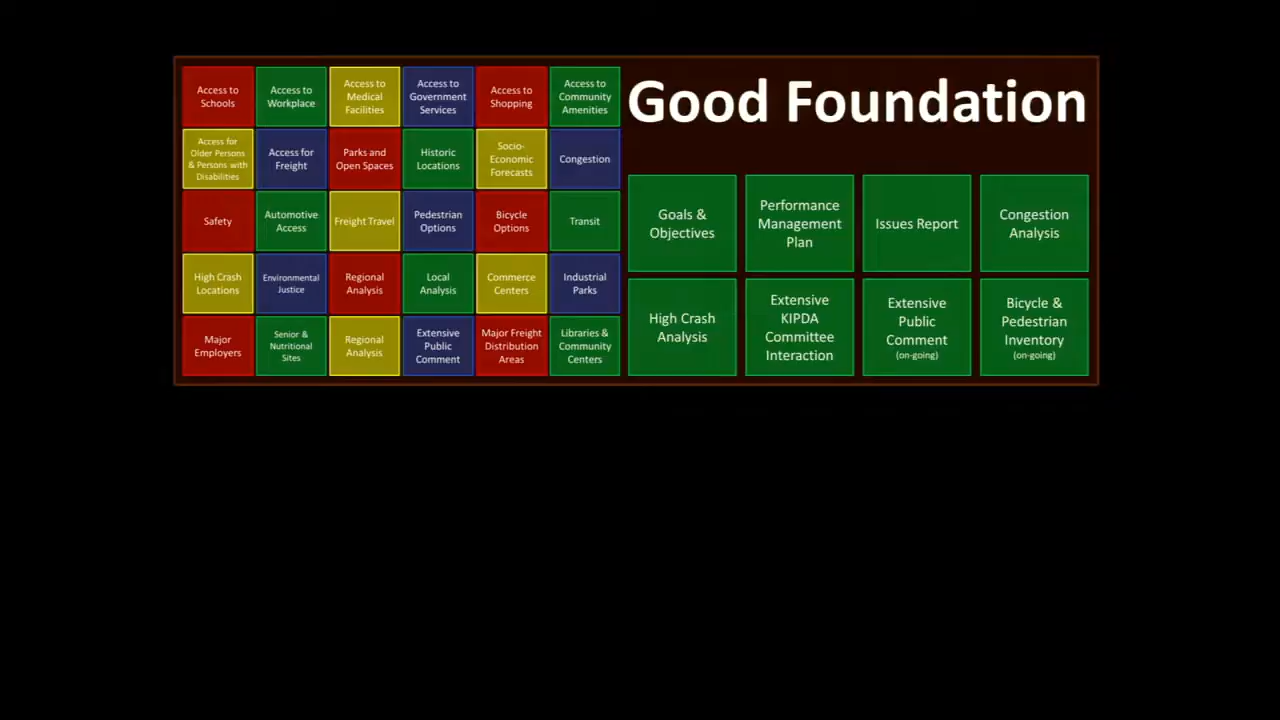 Access to
Schools
Access to
Workplace
Access to
Medical
Facilities
Access to
Government
Services
Access to
Shopping
Access to
Community
Amenities
Access for
Older Persons
& Persons with
Disabilities
Access for
Freight
Parks and
Open Spaces
Historic
Locations
Socio-
Economic
Forecasts
Congestion
Safety
Automotive
Access
Freight Travel
Pedestrian
Options
Bicycle
Options
Transit
High Crash
Locations
Environmental
Justice
Regional
Analysis
Local
Analysis
Commerce
Centers
Industrial
Parks
Major
Employers
Senior &
Nutritional
Sites
Regional
Analysis
Extensive
Public
Comment
Major Freight
Distribution
Areas
Libraries &
Community
Centers
Good Foundation
Goals &
Objectives
Performance
Management
Plan
Issues Report
Congestion
Analysis
High Crash
Analysis
Extensive
KIPDA
Committee
Interaction
Extensive
Public
Comment
(on-going)
Bicycle &
Pedestrian
Inventory
(on-going)